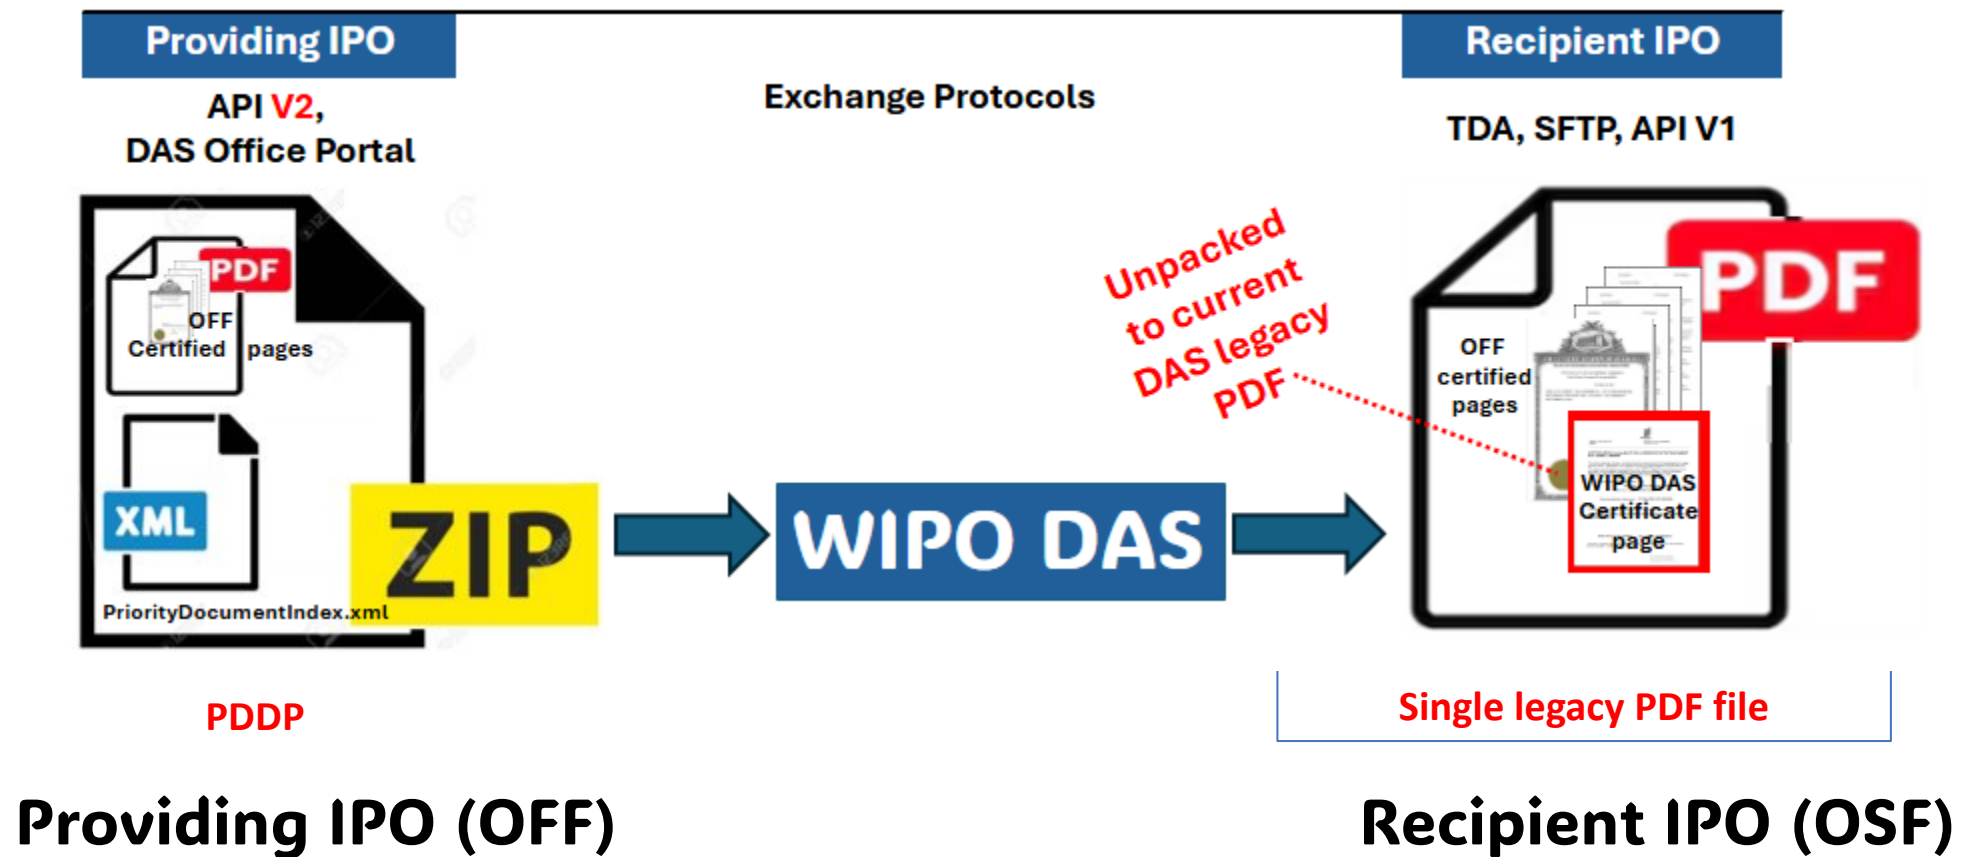 Providing IPO
Recipient IPO
Exchange Protocols
API V2,
DAS Office Portal
TDA, SFTP, API V1
PDF
OFF
Certified pages
XML
PriorityDocumentIndex.xml
ZIP
WIPO DAS
Unpacked
to current
DAS legacy
PDF
PDF
OFF
certified
pages
WIPO DAS
Certificate
page
PDDP
Single legacy PDF file
Providing IPO (OFF)
Recipient IPO (OSF)